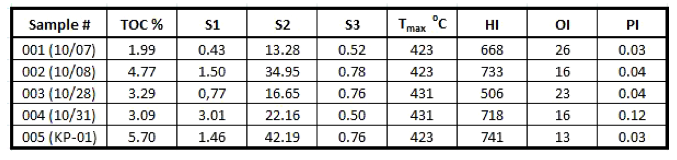 Sample # TOC % S1 S2 S3 Tmax ⁰C HI OI PI
001 (10/07) 1.99 0.43 13.28 0.52 423 668 26 0.03
002 (10/08) 4.77 1.50 34.95 0.78 423 733 16 0.04
003 (10/28) 3.29 0,77 16.65 0.76 431 506 23 0.04
004 (10/31) 3.09 3.01 22.16 0.50 431 718 16 0.12
005 (KP-01) 5.70 1.46 42.19 0.76 423 741 13 0.03